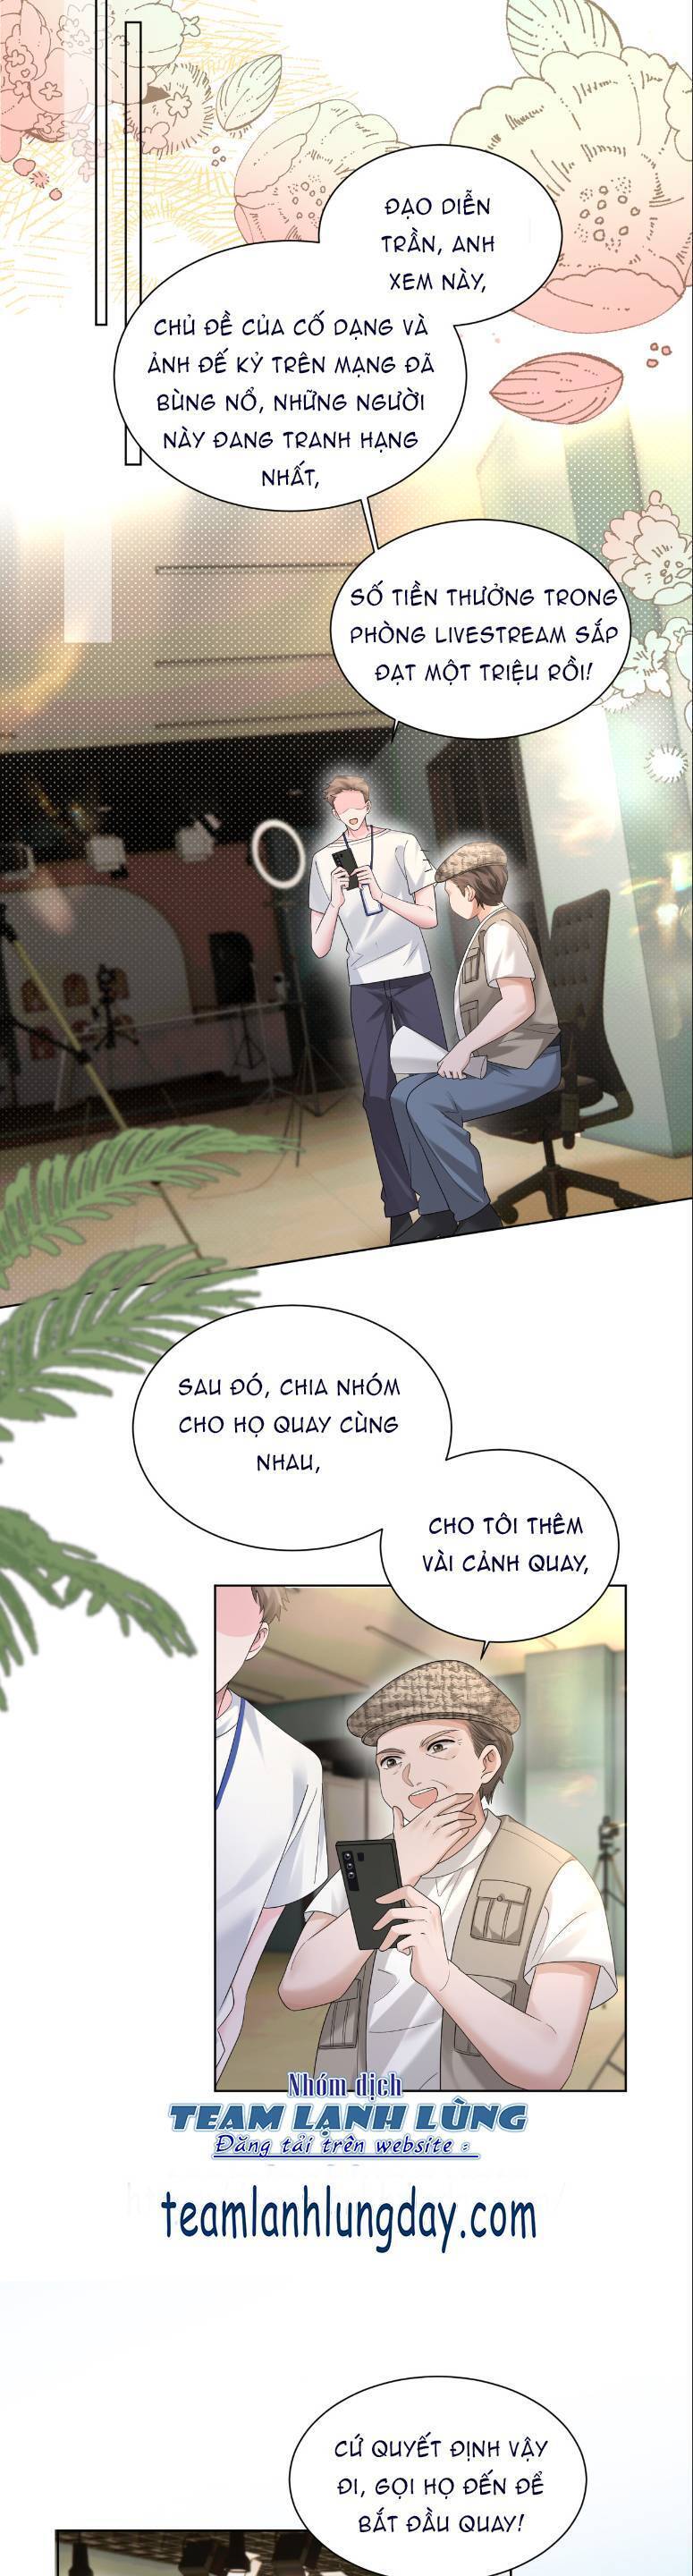 ĐẠO DIỄN
TRẦN, ANH
XEM NÀY,
CHỦ ĐỀ CỦA CỐ DẠNG VÀ
ẢNH ĐẾ KỶ TRÊN MẠNG ĐÃ
BÙNG NỔ, NHỮNG NGƯỜI
NÀY ĐANG TRANH HẠNG
NHẤT,
SỐ TIỀN THƯỞNG TRONG
PHÒNG LIVESTREAM SẮP
ĐẠT MỘT TRIỆU RỒI!
SAU ĐÓ, CHIA NHÓM
CHO HỌ QUAY CÙNG
NHAU,
CHO TÔI THÊM
VÀI CẢNH QUAY,
Nhóm dịch
TEAM LẠNH LÙNG
Đăng tải trên website :
teamlanhlungday.com
CỨ QUYẾT ĐỊNH VẬY
ĐI, GỌI HỌ ĐẾN ĐỂ
BẮT ĐẦU QUAY!